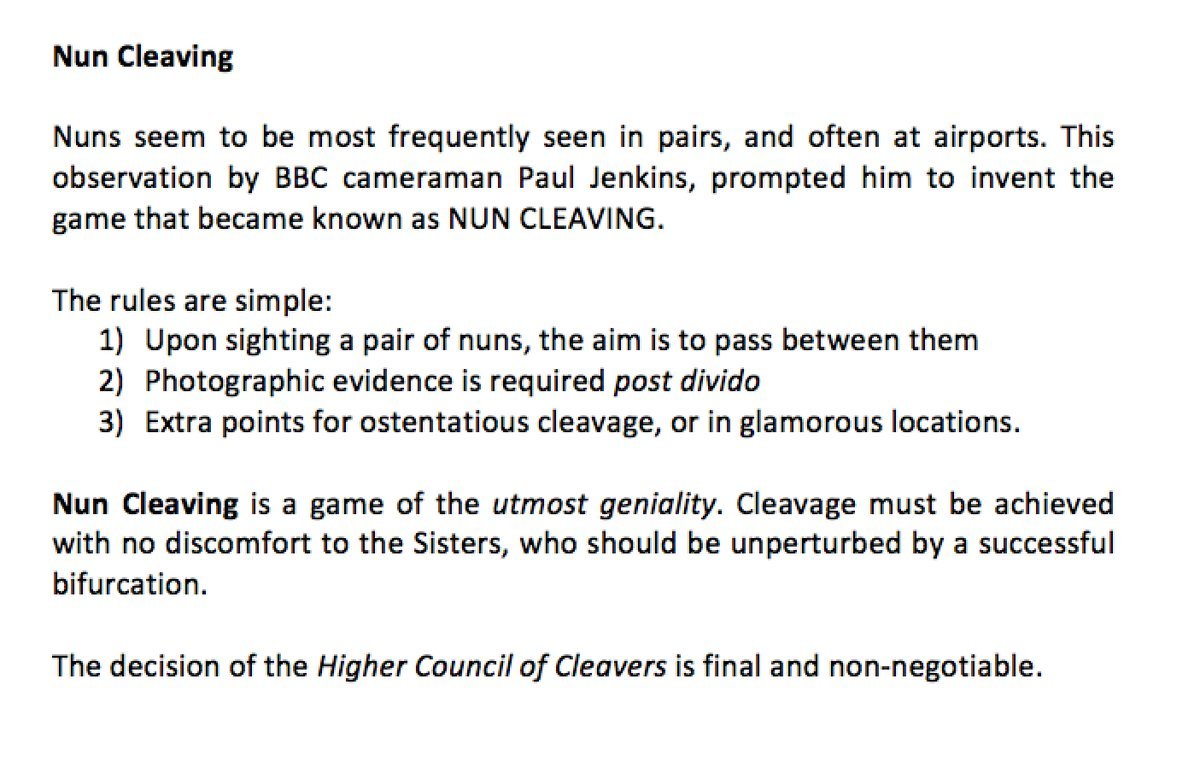 Nun Cleaving
Nuns seem to be most frequently seen in pairs, and often at airports. This
observation by BBC cameraman Paul Jenkins, prompted him to invent the
game that became known as NUN CLEAVING.
The rules are simple:
1) Upon sighting a pair of nuns, the aim is to pass between them
2) Photographic evidence is required post divido
3) Extra points for ostentatious cleavage, or in glamorous locations.
Nun Cleaving is a game of the utmost geniality. Cleavage must be achieved
with no discomfort to the Sisters, who should be unperturbed by a successful
bifurcation.
The decision of the Higher Council of Cleavers is final and non-negotiable.